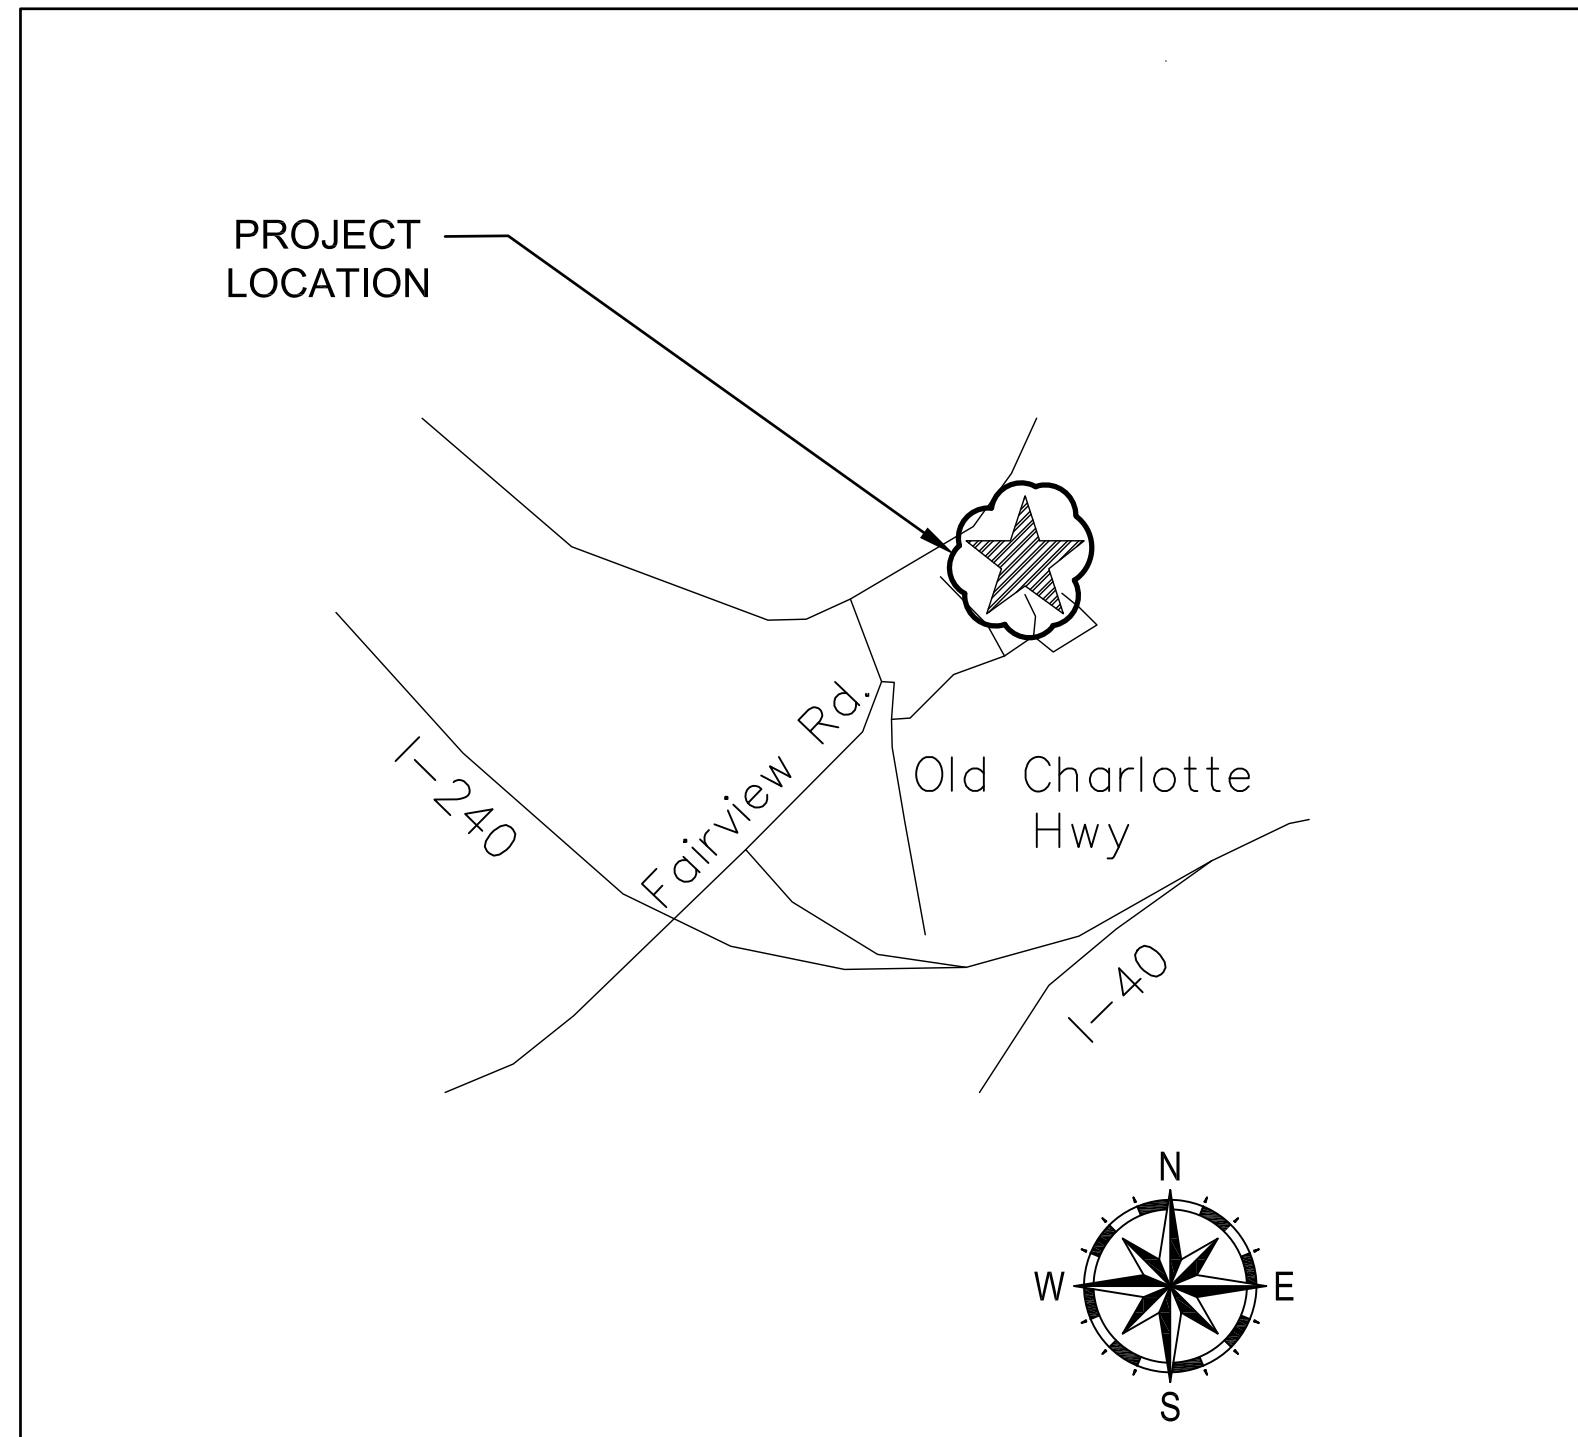 PROJECT
LOCATION
I-240
Fairview Rd.
Old Charlotte
Hwy
I-40
N
W
E
S